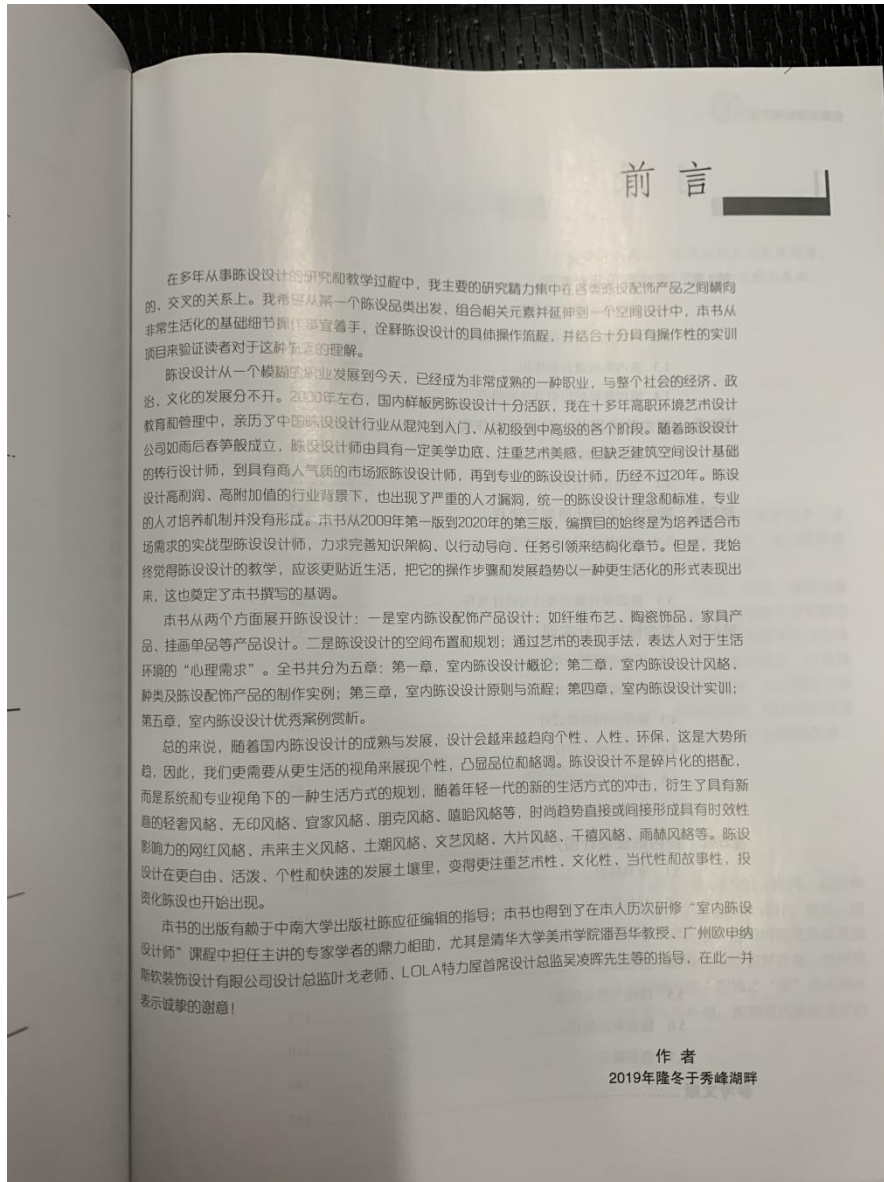 前言
在多年从事陈设设计的研究和教学过程中，我主要的研究精力集中在各类陈设配饰产品之间横向
的、交叉的关系上。我希望从某一个陈设品类出发，组合相关元素并延伸到一个空间设计中，本书从
非常生活化的基础细节操作事宜着手，诠释陈设设计的具体操作流程，并结合十分具有操作性的实训
项目来验证读者对于这种的理解。
陈设设计从一个模糊的职业发展到今天，已经成为非常成熟的一种职业，与整个社会的经济、政
治、文化的发展分不开。2000年左右，国内样板房陈设设计十分活跃，我在十多年高职环境艺术设计
教育和管理中，亲历了中国陈设设计行业从混沌到入门、从初级到中高级的各个阶段。随着陈设设计
公司如雨后春笋般成立，陈设设计师由具有一定美学功底、注重艺术美感，但缺乏建筑空间设计基础
的转行设计师，到具有商人气质的市场派陈设设计师，再到专业的陈设设计师，历经不过20年。陈设
设计高利润、高附加值的行业背景下，也出现了严重的人才漏洞，统一的陈设设计理念和标准，专业
的人才培养机制并没有形成。本书从2009年第一版到2020年的第三版，编撰目的始终是为培养适合市
场需求的实战型陈设设计师，力求完善知识架构、以行动导向、任务引领来结构化章节。但是，我始
终觉得陈设设计的教学，应该更贴近生活，把它的操作步骤和发展趋势以一种更生活化的形式表现出
来，这也奠定了本书撰写的基调。
本书从两个方面展开陈设设计：一是室内陈设配饰产品设计；如纤维布艺、陶瓷饰品、家具产
品、挂画单品等产品设计。二是陈设设计的空间布置和规划；通过艺术的表现手法，表达人对于生活
环境的“心理需求”。全书共分为五章：第一章，室内陈设设计概论；第二章，室内陈设设计风格、
种类及陈设配饰产品的制作实例；第三章，室内陈设设计原则与流程；第四章，室内陈设设计实训；
第五章，室内陈设设计优秀案例赏析。
总的来说，随着国内陈设设计的成熟与发展，设计会越来越趋向个性、人性、环保，这是大势所
趋，因此，我们更需要从更生活的视角来展现个性，凸显品位和格调。陈设设计不是碎片化的搭配，
而是系统和专业视角下的一种生活方式的规划，随着年轻一代的新的生活方式的冲击，衍生了具有新
意的轻奢风格、无印风格、宜家风格、朋克风格、嘻哈风格等，时尚趋势直接或间接形成具有时效性
影响力的网红风格、未来主义风格、土潮风格、文艺风格、大片风格、千禧风格、雨林风格等。陈设
设计在更自由、活泼、个性和快速的发展土壤里，变得更注重艺术性、文化性、当代性和故事性，投
资化陈设也开始出现。
本书的出版有赖于中南大学出版社陈应征编辑的指导；本书也得到了在本人历次研修“室内陈设
设计师”课程中担任主讲的专家学者的鼎力相助，尤其是清华大学美术学院潘吾华教授、广州欧申纳
斯软装饰设计有限公司设计总监叶戈老师、LOLA特力屋首席设计总监吴凌晖先生等的指导，在此一并
表示诚挚的谢意！
作者
2019年隆冬于秀峰湖畔